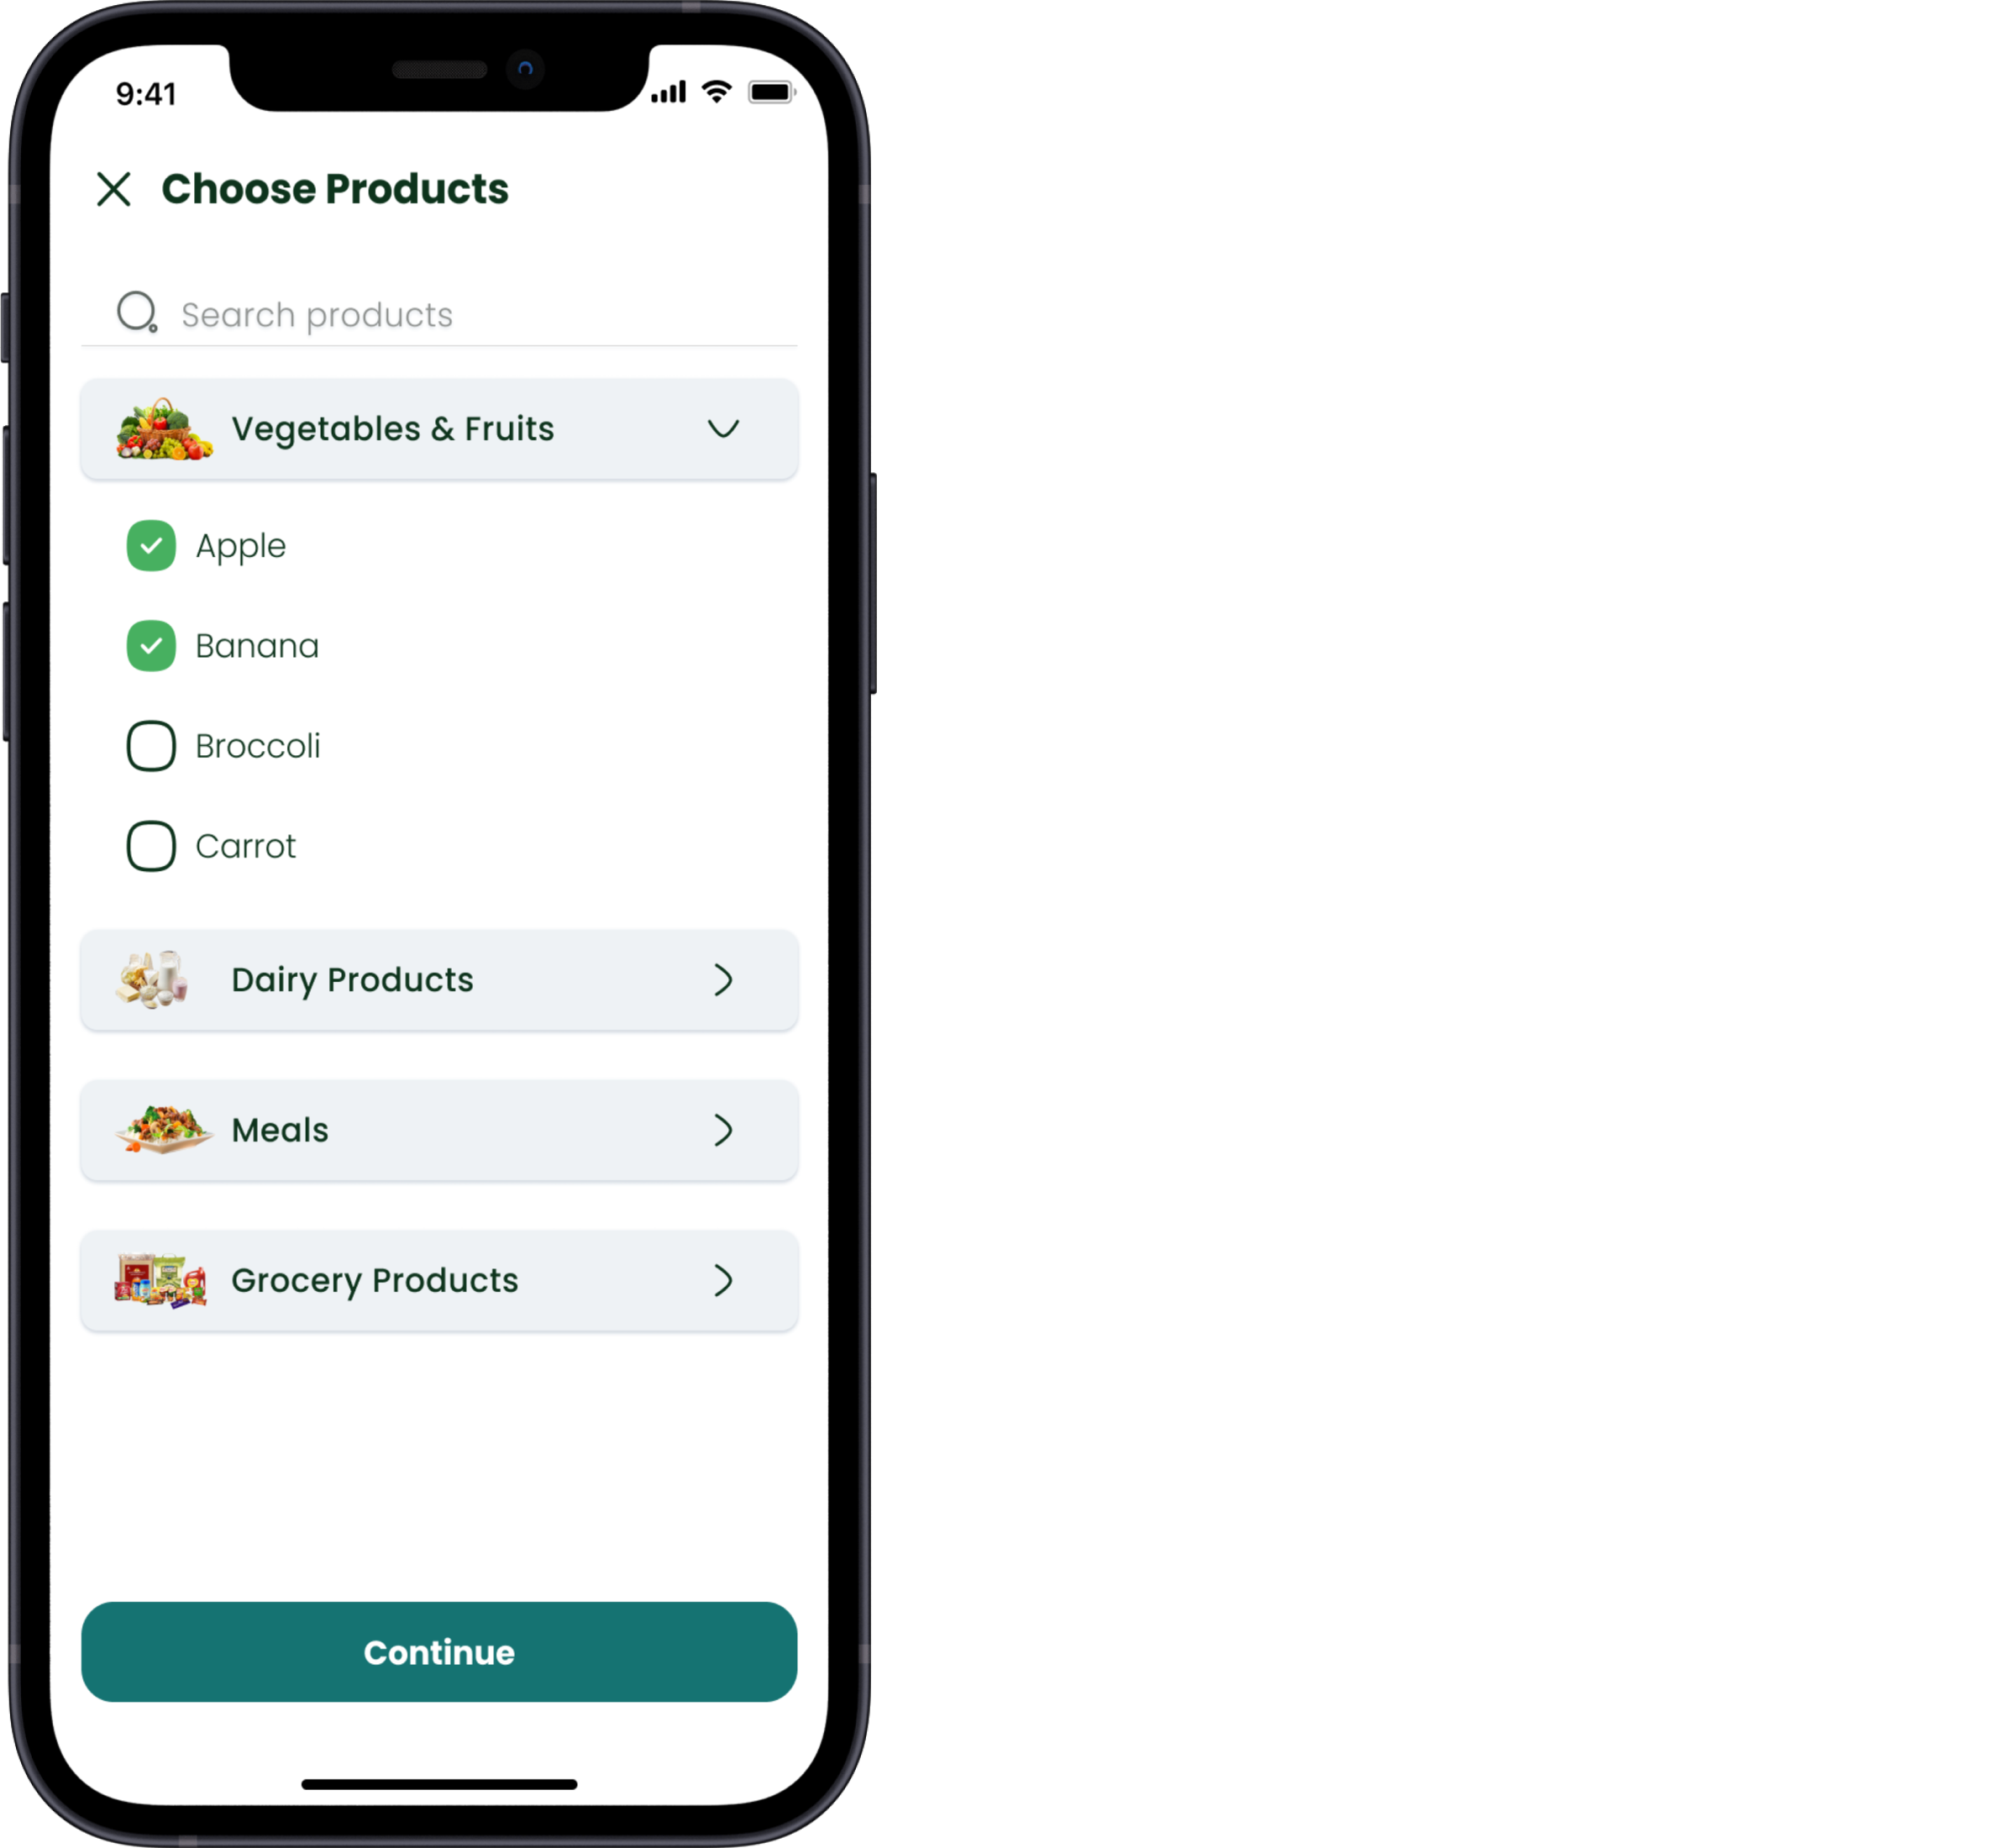 9:41
Choose Products
Search products
Vegetables & Fruits
Apple
Banana
Broccoli
Carrot
Dairy Products
Meals
Grocery Products
Continue